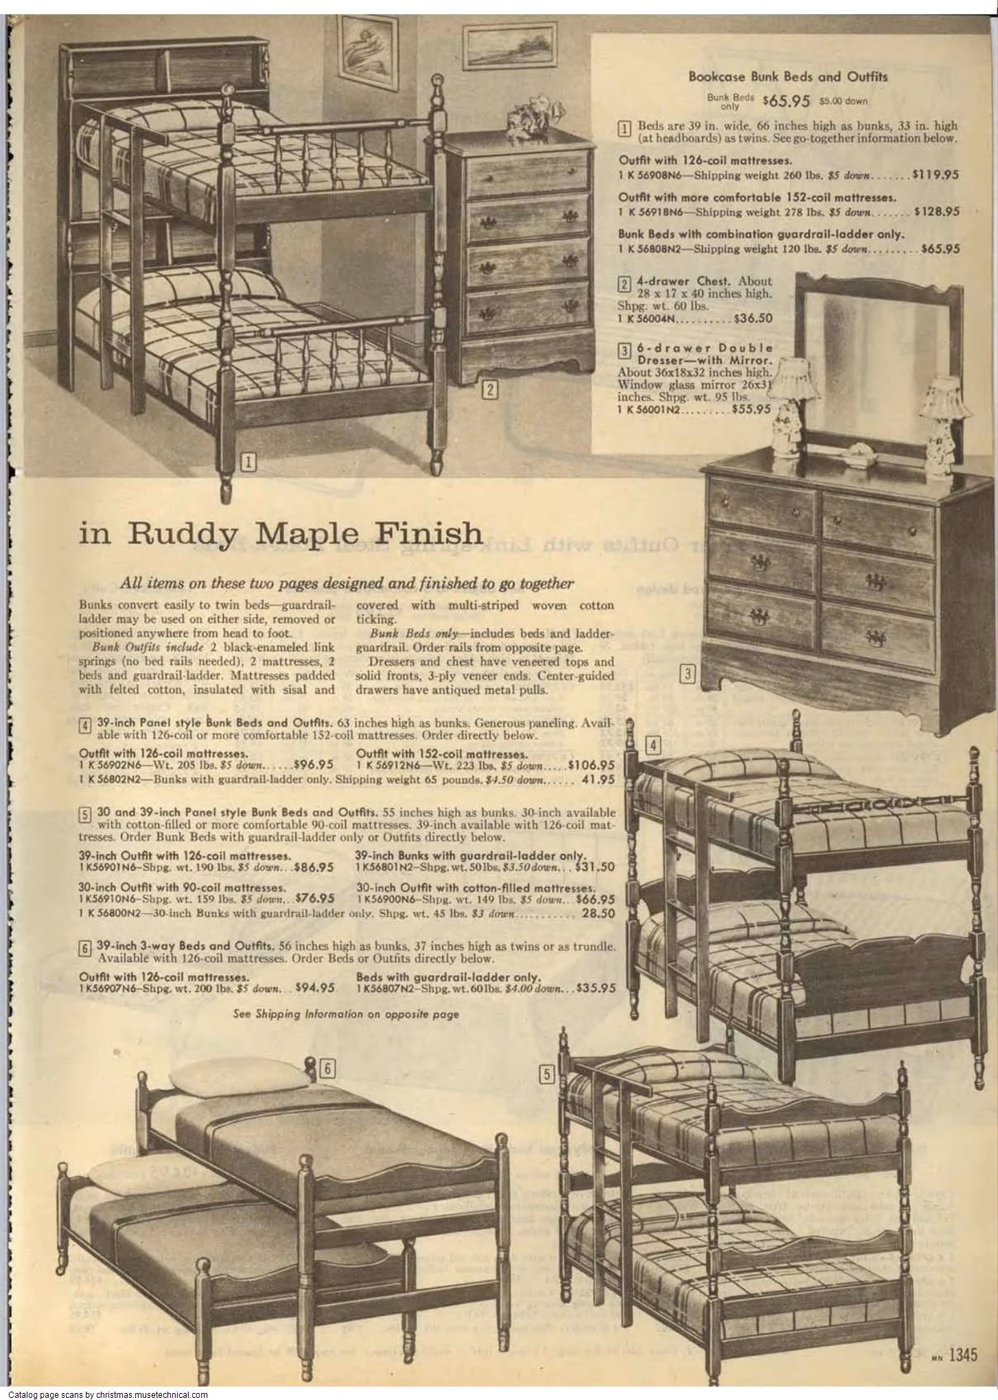 Bookcase Bunk Beds and Outfits
Bunk Beds only $65.95 $5.00 down
1 Beds are 39 in. wide, 66 inches high as bunks, 33 in. high
(at headboards) as twins. See go-together information below.
Outfit with 126-coil mattresses.
1 K 56908N6—Shipping weight 260 lbs. $5 down.......$119.95
Outfit with more comfortable 152-coil mattresses.
1 K 56918N6—Shipping weight 278 lbs. $5 down.......$128.95
Bunk Beds with combination guardrail-ladder only.
1 K 56808N2—Shipping weight 120 lbs. $5 down.........$65.95
2 4-drawer Chest. About
28 x 17 x 40 inches high.
Shpg. wt. 60 lbs.
1 K 56004N..........$36.50
3 6-drawer Double
Dresser—with Mirror.
About 36x18x32 inches high.
Window glass mirror 26x31
inches. Shpg. wt. 95 lbs.
1 K 56001N2.........$55.95
2
1
in Ruddy Maple Finish
3
All items on these two pages designed and finished to go together
Bunks convert easily to twin beds—guardrail-
ladder may be used on either side, removed or
positioned anywhere from head to foot.
Bunk Outfits include 2 black-enameled link
springs (no bed rails needed), 2 mattresses, 2
beds and guardrail-ladder. Mattresses padded
with felted cotton, insulated with sisal and
covered with multi-striped woven cotton
ticking.
Bunk Beds only—includes beds and ladder-
guardrail. Order rails from opposite page.
Dressers and chest have veneered tops and
solid fronts, 3-ply veneer ends. Center-guided
drawers have antiqued metal pulls.
4 39-inch Panel style Bunk Beds and Outfits. 63 inches high as bunks. Generous paneling. Avail-
able with 126-coil or more comfortable 152-coil mattresses. Order directly below.
Outfit with 126-coil mattresses.
1 K 56902N6—Wt. 205 lbs. $5 down......$96.95
Outfit with 152-coil mattresses.
1 K 56912N6—Wt. 223 lbs. $5 down.....$106.95
1 K 56802N2—Bunks with guardrail-ladder only. Shipping weight 65 pounds. $4.50 down...... 41.95
5 30 and 39-inch Panel style Bunk Beds and Outfits. 55 inches high as bunks. 30-inch available
with cotton-filled or more comfortable 90-coil mattresses. 39-inch available with 126-coil mat-
tresses. Order Bunk Beds with guardrail-ladder only or Outfits directly below.
39-inch Outfit with 126-coil mattresses.
1K56901N6—Shpg. wt. 190 lbs. $5 down...$86.95
39-inch Bunks with guardrail-ladder only.
1K56801N2—Shpg. wt. 50 lbs. $3.50 down... $31.50
30-inch Outfit with 90-coil mattresses.
1K56910N6—Shpg. wt. 159 lbs. $5 down.. $76.95
30-inch Outfit with cotton-filled mattresses.
1K56900N6—Shpg. wt. 149 lbs. $5 down.. $66.95
1 K 56800N2—30-inch Bunks with guardrail-ladder only. Shpg. wt. 45 lbs. $3 down........... 28.50
6 39-inch 3-way Beds and Outfits. 56 inches high as bunks, 37 inches high as twins or as trundle.
Available with 126-coil mattresses. Order Beds or Outfits directly below.
Outfit with 126-coil mattresses.
1K56907N6—Shpg. wt. 200 lbs. $5 down... $94.95
Beds with guardrail-ladder only.
1 K56807N2—Shpg. wt. 60 lbs. $4.00 down... $35.95
See Shipping Information on opposite page
4
6
5
MN 1345
Catalog page scans by christmas.musetechnical.com